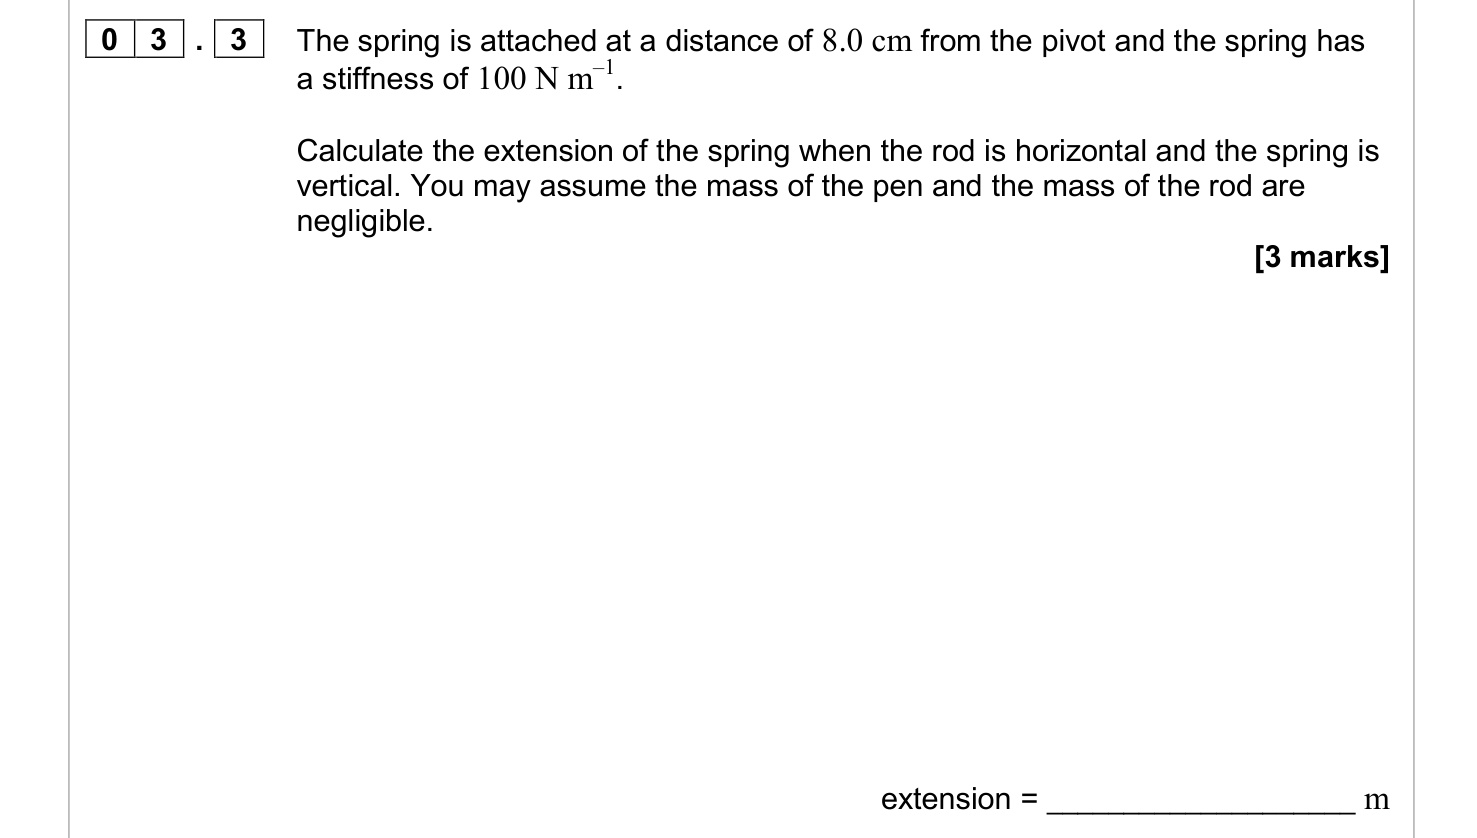 0 3 . 3 The spring is attached at a distance of 8.0 cm from the pivot and the spring has
a stiffness of 100 N m⁻¹.
Calculate the extension of the spring when the rod is horizontal and the spring is
vertical. You may assume the mass of the pen and the mass of the rod are
negligible.
[3 marks]
extension = ____________________ m